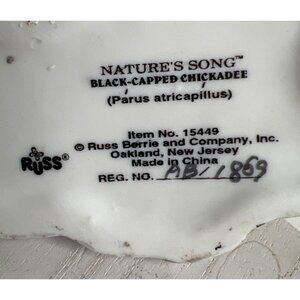 NATURE'S SONG™
BLACK-CAPPED CHICKADEE
(Parus atricapillus)
Item No. 15449
© Russ Berrie and Company, Inc.
Oakland, New Jersey
Made in China
RUSS®
REG. NO. AB/1869